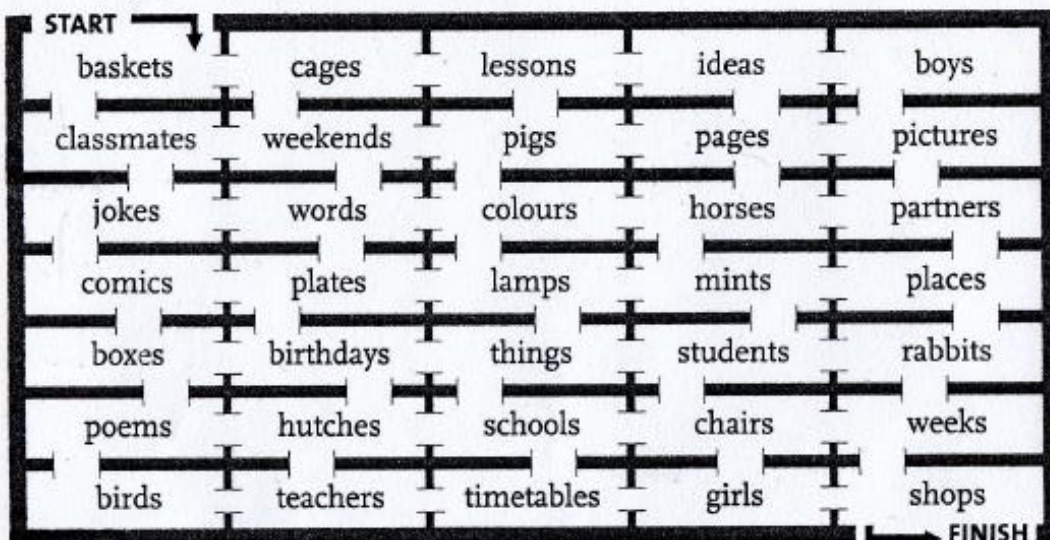 START
baskets cages lessons ideas boys
classmates weekends pigs pages pictures
jokes words colours horses partners
comics plates lamps mints places
boxes birthdays things students rabbits
poems hutches schools chairs weeks
birds teachers timetables girls shops
FINISH